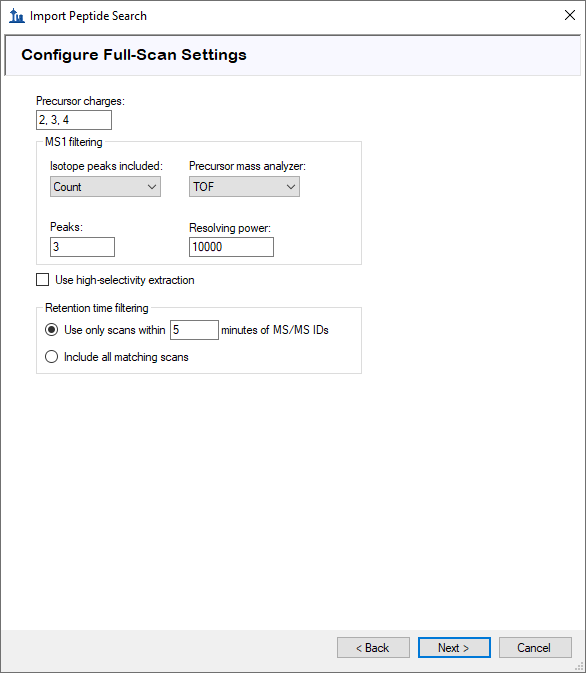 Import Peptide Search
Configure Full-Scan Settings
Precursor charges:
2, 3, 4
MS1 filtering
Isotope peaks included: Precursor mass analyzer:
Count TOF
Peaks: Resolving power:
3 10000
Use high-selectivity extraction
Retention time filtering
Use only scans within 5 minutes of MS/MS IDs
Include all matching scans
< Back Next > Cancel